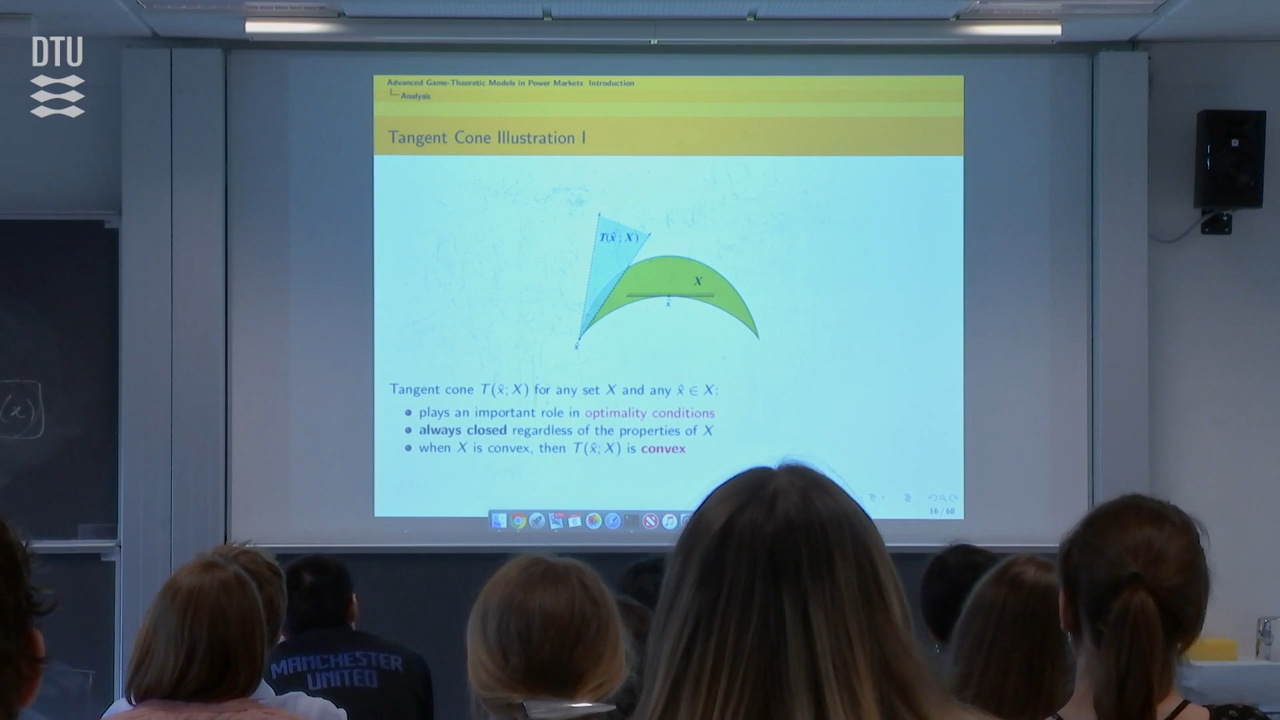 DTU
Advanced Game-Theoretic Models in Power Markets Introduction
Analysis
Tangent Cone Illustration I
T(x̂; X)
X
x̂
Tangent cone T(x̂; X) for any set X and any x̂ ∈ X:
• plays an important role in optimality conditions
• always closed regardless of the properties of X
• when X is convex, then T(x̂; X) is convex
16 / 68
(x)
MANCHESTER
UNITED